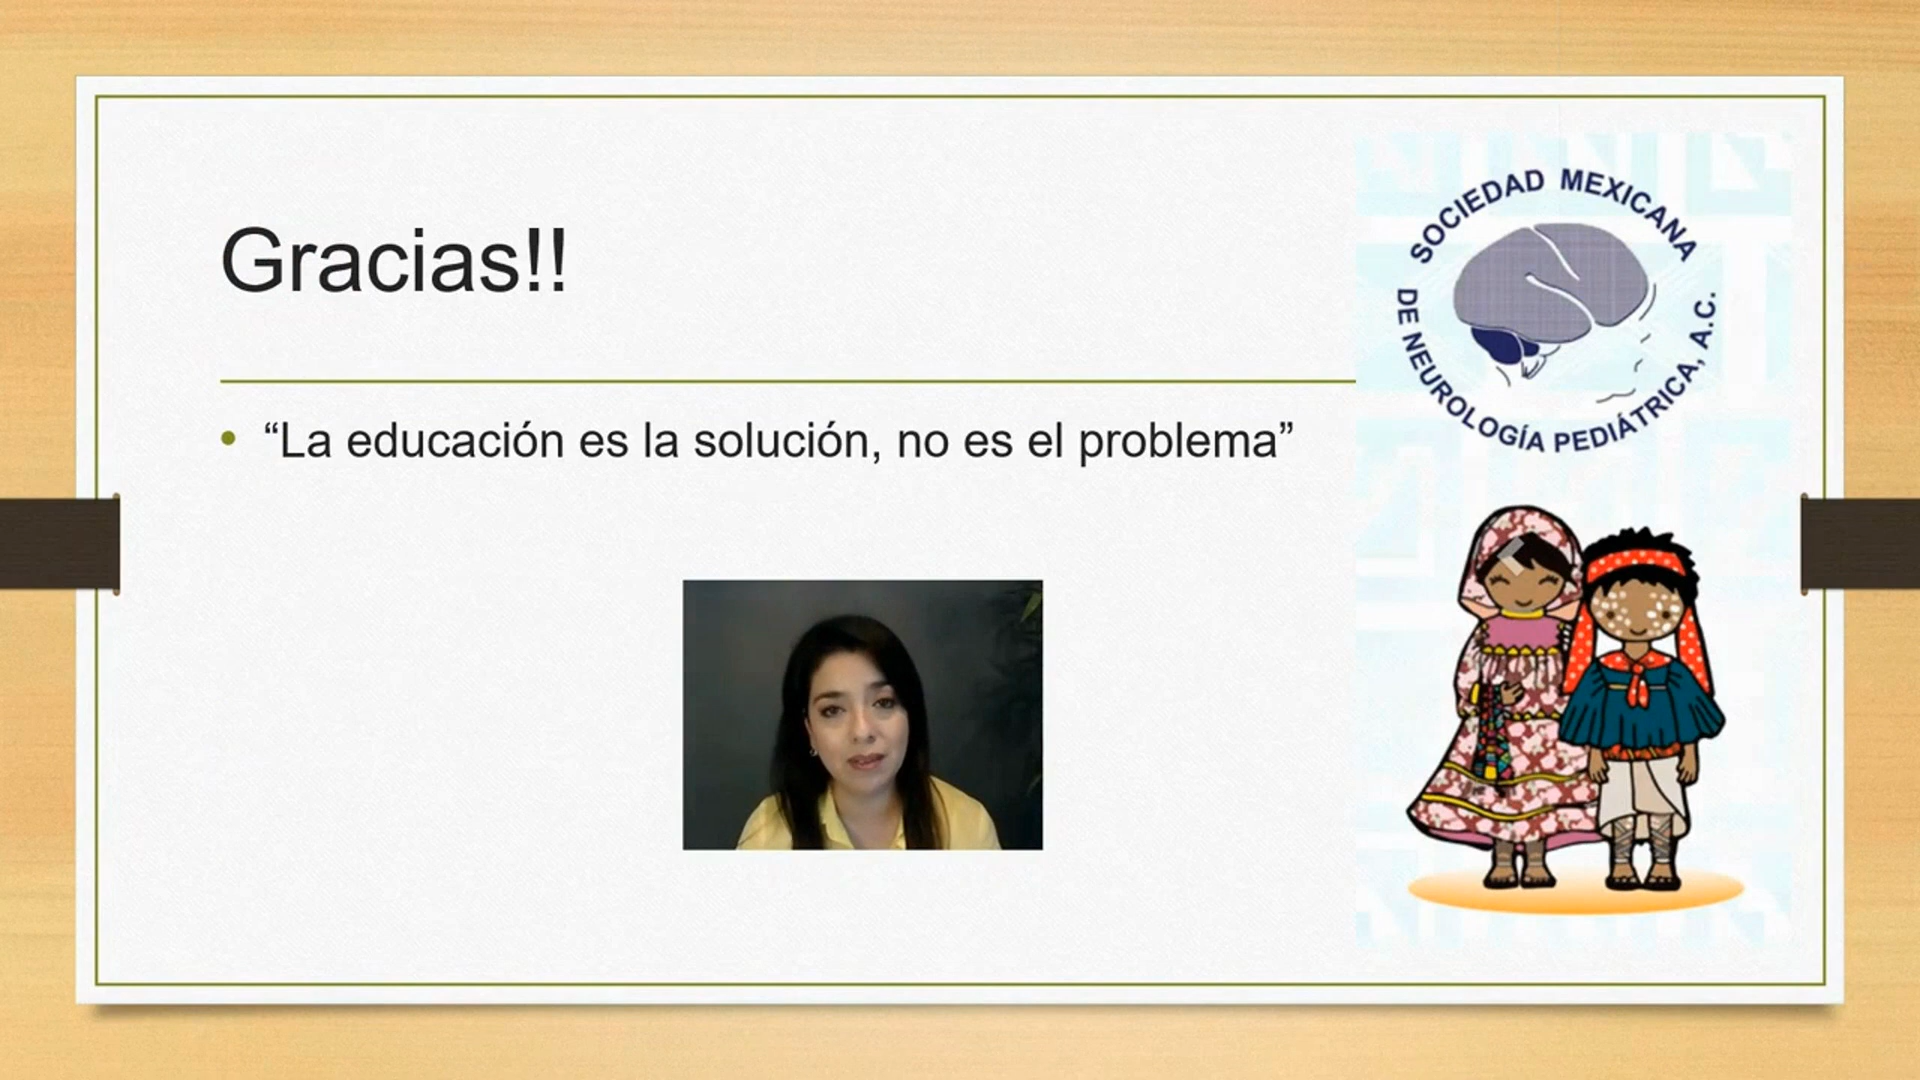 Gracias!!
• “La educación es la solución, no es el problema”
SOCIEDAD MEXICANA
DE NEUROLOGÍA PEDIÁTRICA, A.C.